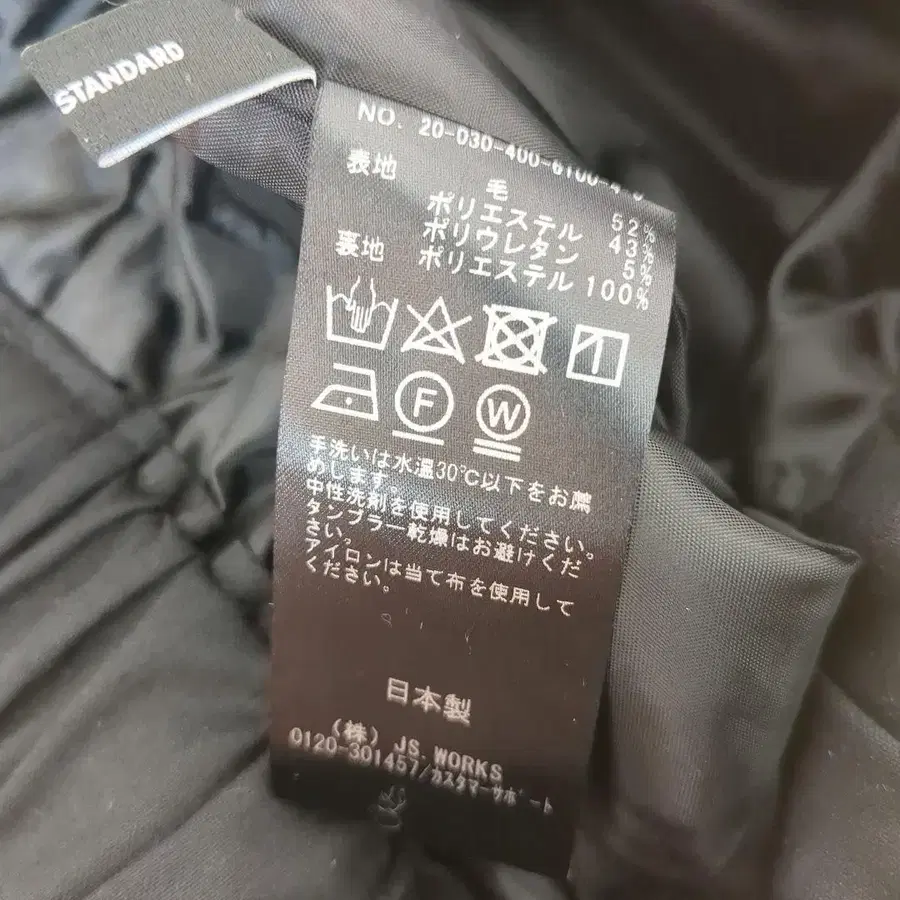 STANDARD
NO. 20-030-400-6100-4-0
表地 毛 52%
ポリエステル 43%
ポリウレタン 5%
裏地 ポリエステル 100%
F W
手洗いは水温30℃以下をお薦
めします。
中性洗剤を使用してください。
タンブラー乾燥はお避けくだ
さい。
アイロンは当て布を使用して
ください。
日本製
(株) JS.WORKS
0120-301457/カスタマーサポート